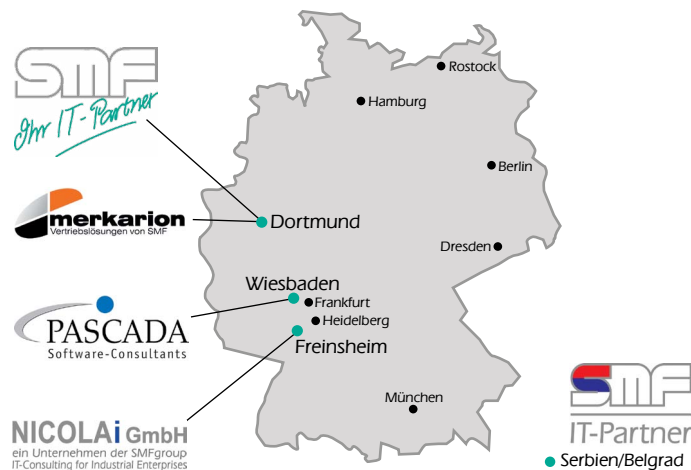 SMF
Ihr IT-Partner
Rostock
Hamburg
Berlin
merkarion
Vertriebslösungen von SMF
Dortmund
Dresden
Wiesbaden
Frankfurt
PASCADA
Software-Consultants
Heidelberg
Freinsheim
München
SMF
IT-Partner
NICOLAi GmbH
ein Unternehmen der SMFgroup
IT-Consulting for Industrial Enterprises
Serbien/Belgrad